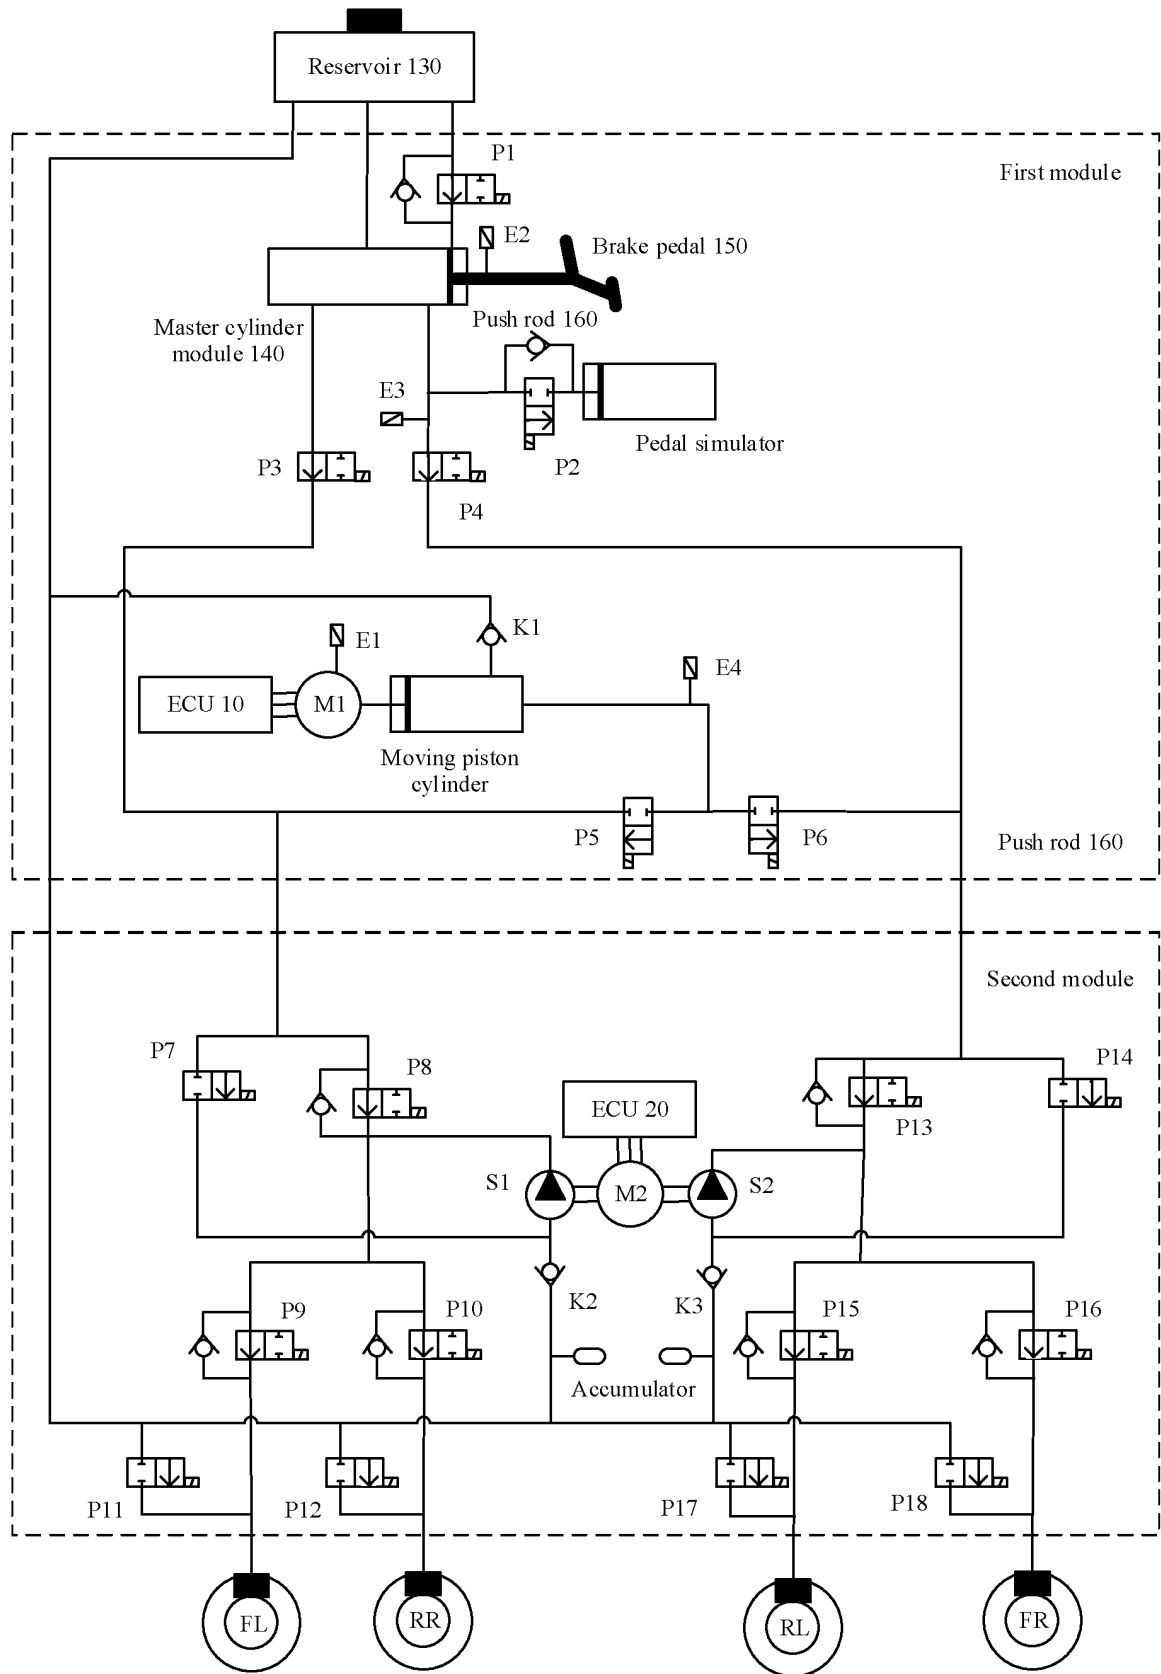 Reservoir 130
P1
First module
E2
Brake pedal 150
Push rod 160
Master cylinder
module 140
E3
Pedal simulator
P3
P2
P4
K1
E1
E4
ECU 10
M1
Moving piston
cylinder
P5
P6
Push rod 160
Second module
P7
P8
P14
ECU 20
P13
S1
M2
S2
K2
K3
P9
P10
P15
P16
Accumulator
P11
P12
P17
P18
FL
RR
RL
FR